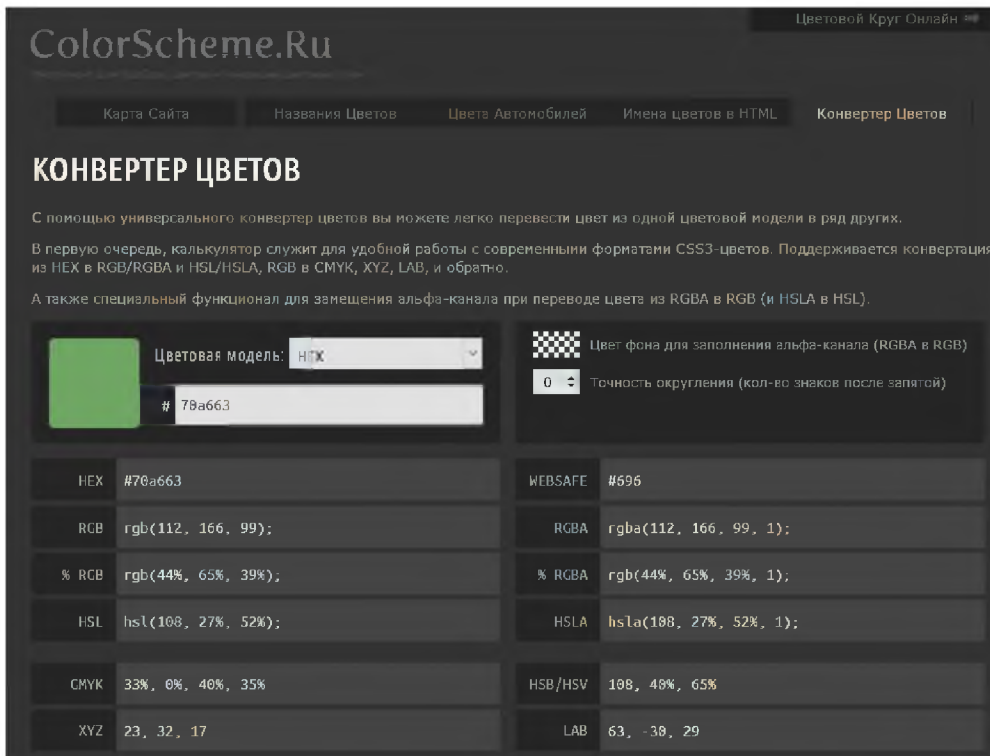 Цветовой Круг Онлайн
ColorScheme.Ru
Карта Сайта
Названия Цветов
Цвета Автомобилей
Имена цветов в HTML
Конвертер Цветов
КОНВЕРТЕР ЦВЕТОВ
С помощью универсального конвертер цветов вы можете легко перевести цвет из одной цветовой модели в ряд других.
В первую очередь, калькулятор служит для удобной работы с современными форматами CSS3-цветов. Поддерживается конвертация
из HEX в RGB/RGBA и HSL/HSLA, RGB в CMYK, XYZ, LAB, и обратно.
А также специальный функционал для замещения альфа-канала при переводе цвета из RGBA в RGB (и HSLA в HSL).
Цветовая модель: HEX
# 70a663
Цвет фона для заполнения альфа-канала (RGBA в RGB)
0 Точность округления (кол-во знаков после запятой)
HEX #70a663
WEBSAFE #696
RGB rgb(112, 166, 99);
RGBA rgba(112, 166, 99, 1);
% RGB rgb(44%, 65%, 39%);
% RGBA rgb(44%, 65%, 39%, 1);
HSL hsl(108, 27%, 52%);
HSLA hsla(108, 27%, 52%, 1);
CMYK 33%, 0%, 40%, 35%
HSB/HSV 108, 40%, 65%
XYZ 23, 32, 17
LAB 63, -30, 29